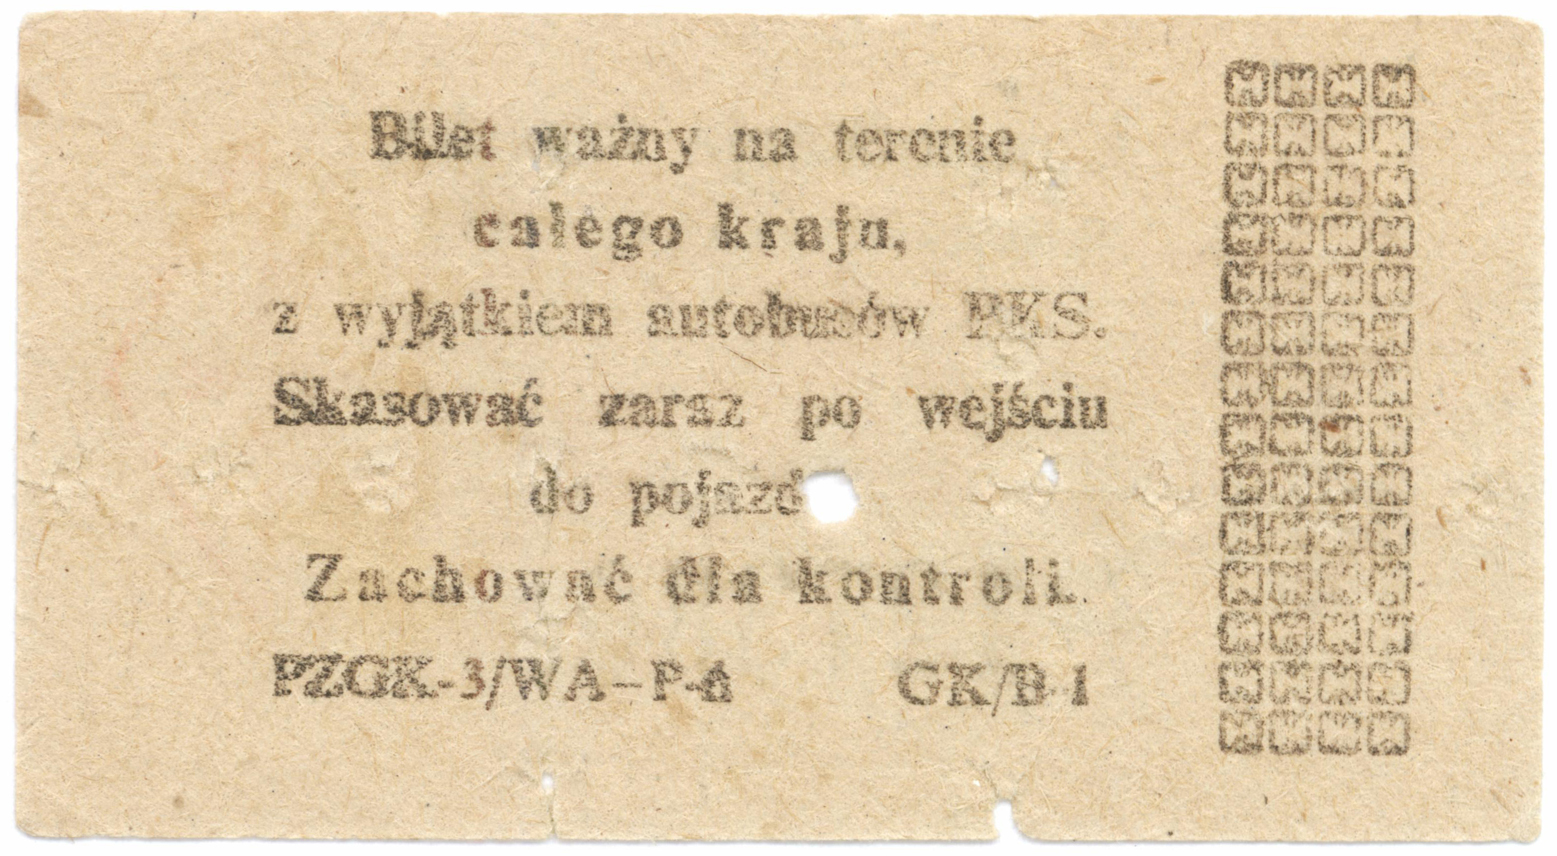 Bilet ważny na terenie
całego kraju,
z wyjątkiem autobusów PKS.
Skasować zaraz po wejściu
do pojazd
Zachować dla kontroli.
PZGK-3/WA-P-6 GK/B-1